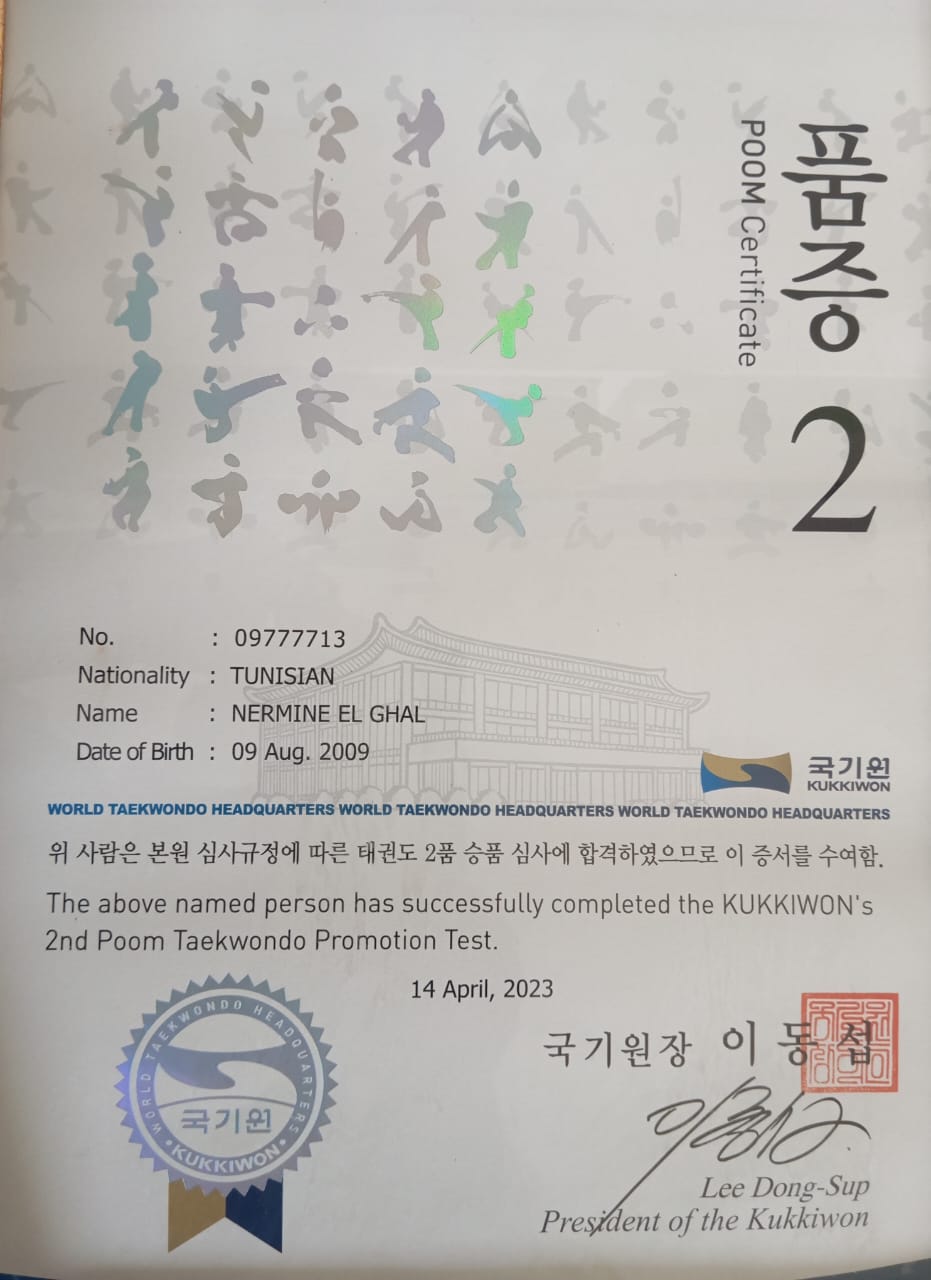 품증 2
POOM Certificate
No. : 09777713
Nationality : TUNISIAN
Name : NERMINE EL GHAL
Date of Birth : 09 Aug. 2009
국기원
KUKKIWON
WORLD TAEKWONDO HEADQUARTERS WORLD TAEKWONDO HEADQUARTERS WORLD TAEKWONDO HEADQUARTERS
위 사람은 본원 심사규정에 따른 태권도 2품 승품 심사에 합격하였으므로 이 증서를 수여함.
The above named person has successfully completed the KUKKIWON's
2nd Poom Taekwondo Promotion Test.
14 April, 2023
WORLD TAEKWONDO HEADQUARTERS
국기원
KUKKIWON
국기원장 이동섭
Lee Dong-Sup
President of the Kukkiwon